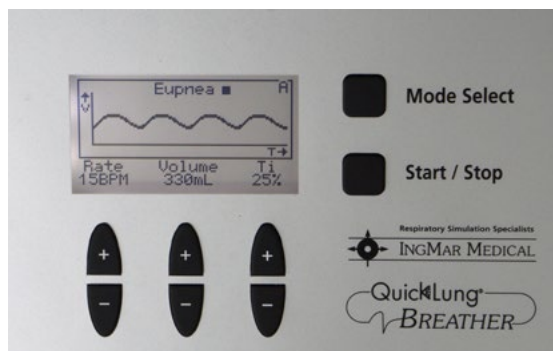 Eupnea ■ A
V
T
Rate Volume Ti
15BPM 330mL 25%
Mode Select
Start / Stop
+ + +
− − −
Respiratory Simulation Specialists
INGMAR MEDICAL
QuickLung®
BREATHER